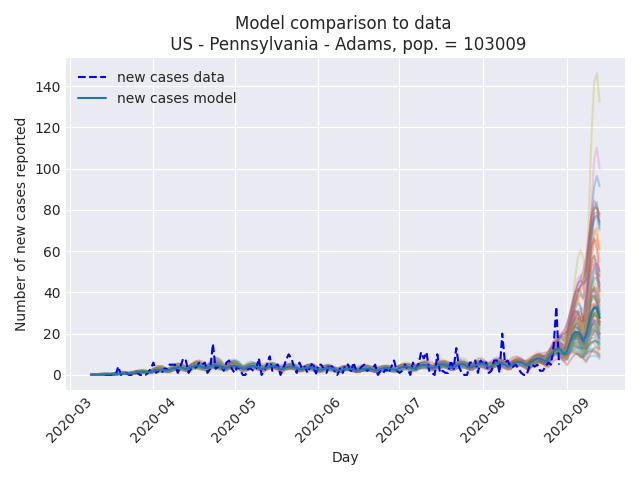 Model comparison to data
US - Pennsylvania - Adams, pop. = 103009
new cases data
new cases model
Number of new cases reported
140
120
100
80
60
40
20
0
2020-03
2020-04
2020-05
2020-06
2020-07
2020-08
2020-09
Day